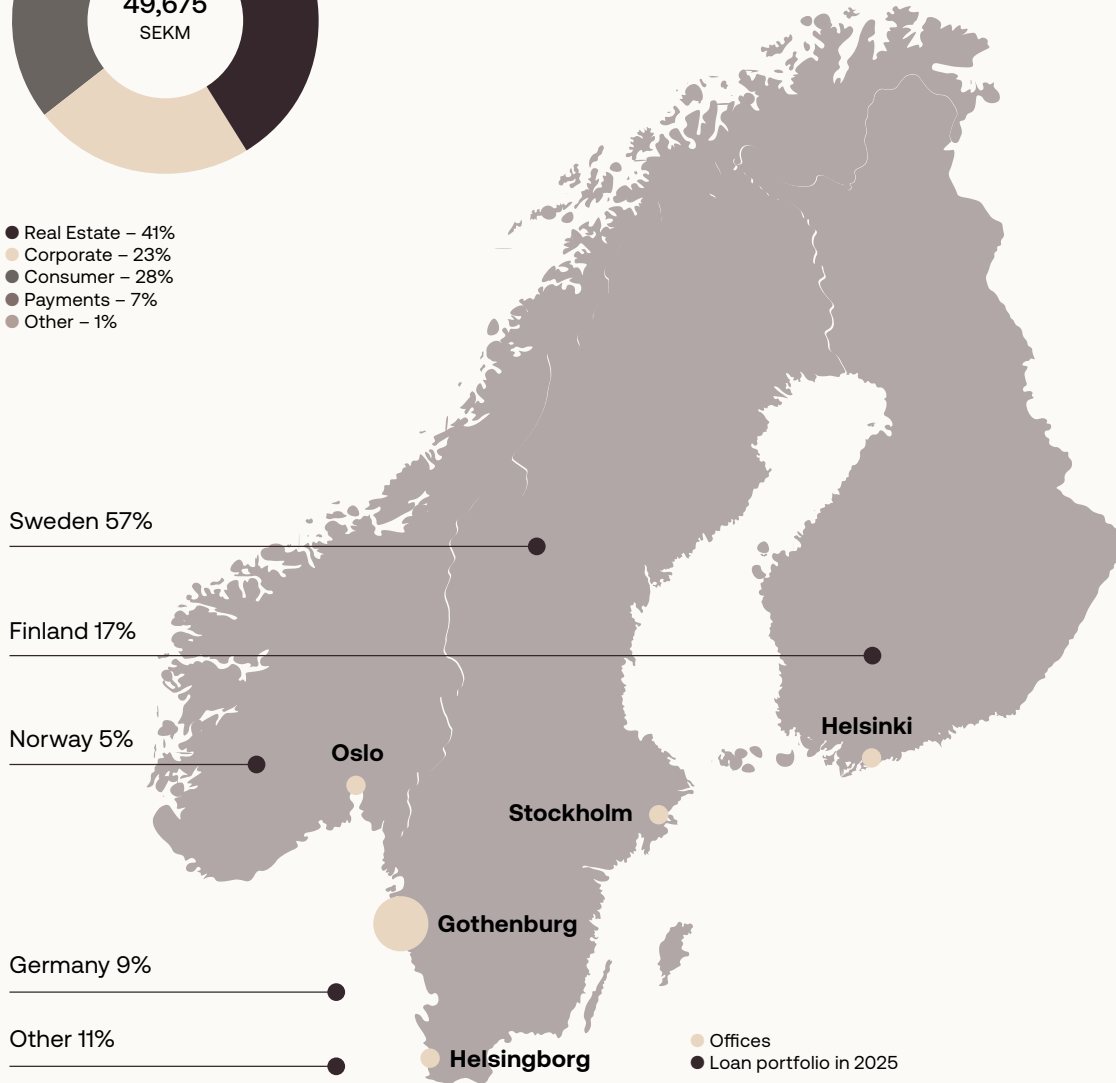 49,675
SEKM
Real Estate – 41%
Corporate – 23%
Consumer – 28%
Payments – 7%
Other – 1%
Sweden 57%
Finland 17%
Norway 5%
Oslo
Helsinki
Stockholm
Gothenburg
Germany 9%
Other 11%
Helsingborg
Offices
Loan portfolio in 2025